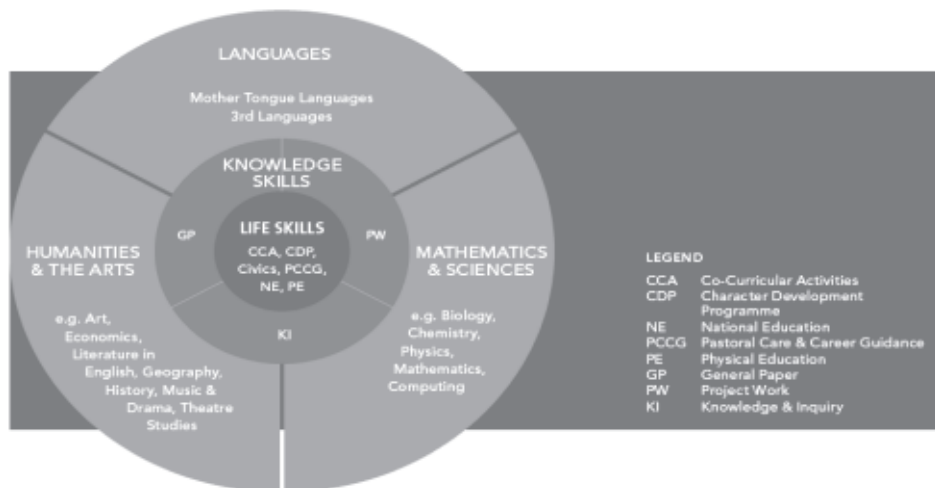 LANGUAGES
Mother Tongue Languages
3rd Languages
KNOWLEDGE
SKILLS
GP
LIFE SKILLS
CCA, CDP,
Civics, PCCG,
NE, PE
PW
KI
HUMANITIES
& THE ARTS
e.g. Art,
Economics,
Literature in
English, Geography,
History, Music &
Drama, Theatre
Studies
MATHEMATICS
& SCIENCES
e.g. Biology,
Chemistry,
Physics,
Mathematics,
Computing
LEGEND
CCA Co-Curricular Activities
CDP Character Development
Programme
NE National Education
PCCG Pastoral Care & Career Guidance
PE Physical Education
GP General Paper
PW Project Work
KI Knowledge & Inquiry